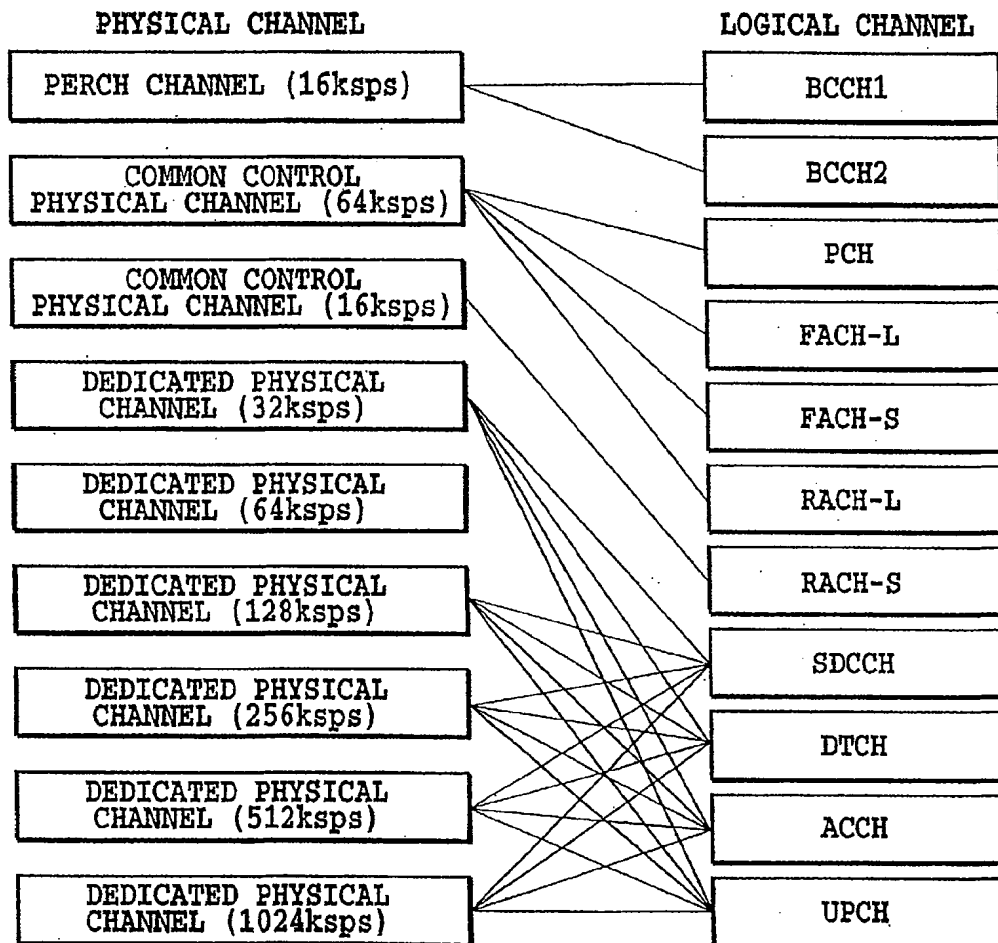 PHYSICAL CHANNEL
PERCH CHANNEL (16ksps)
COMMON CONTROL
PHYSICAL CHANNEL (64ksps)
COMMON CONTROL
PHYSICAL CHANNEL (16ksps)
DEDICATED PHYSICAL
CHANNEL (32ksps)
DEDICATED PHYSICAL
CHANNEL (64ksps)
DEDICATED PHYSICAL
CHANNEL (128ksps)
DEDICATED PHYSICAL
CHANNEL (256ksps)
DEDICATED PHYSICAL
CHANNEL (512ksps)
DEDICATED PHYSICAL
CHANNEL (1024ksps)
LOGICAL CHANNEL
BCCH1
BCCH2
PCH
FACH-L
FACH-S
RACH-L
RACH-S
SDCCH
DTCH
ACCH
UPCH